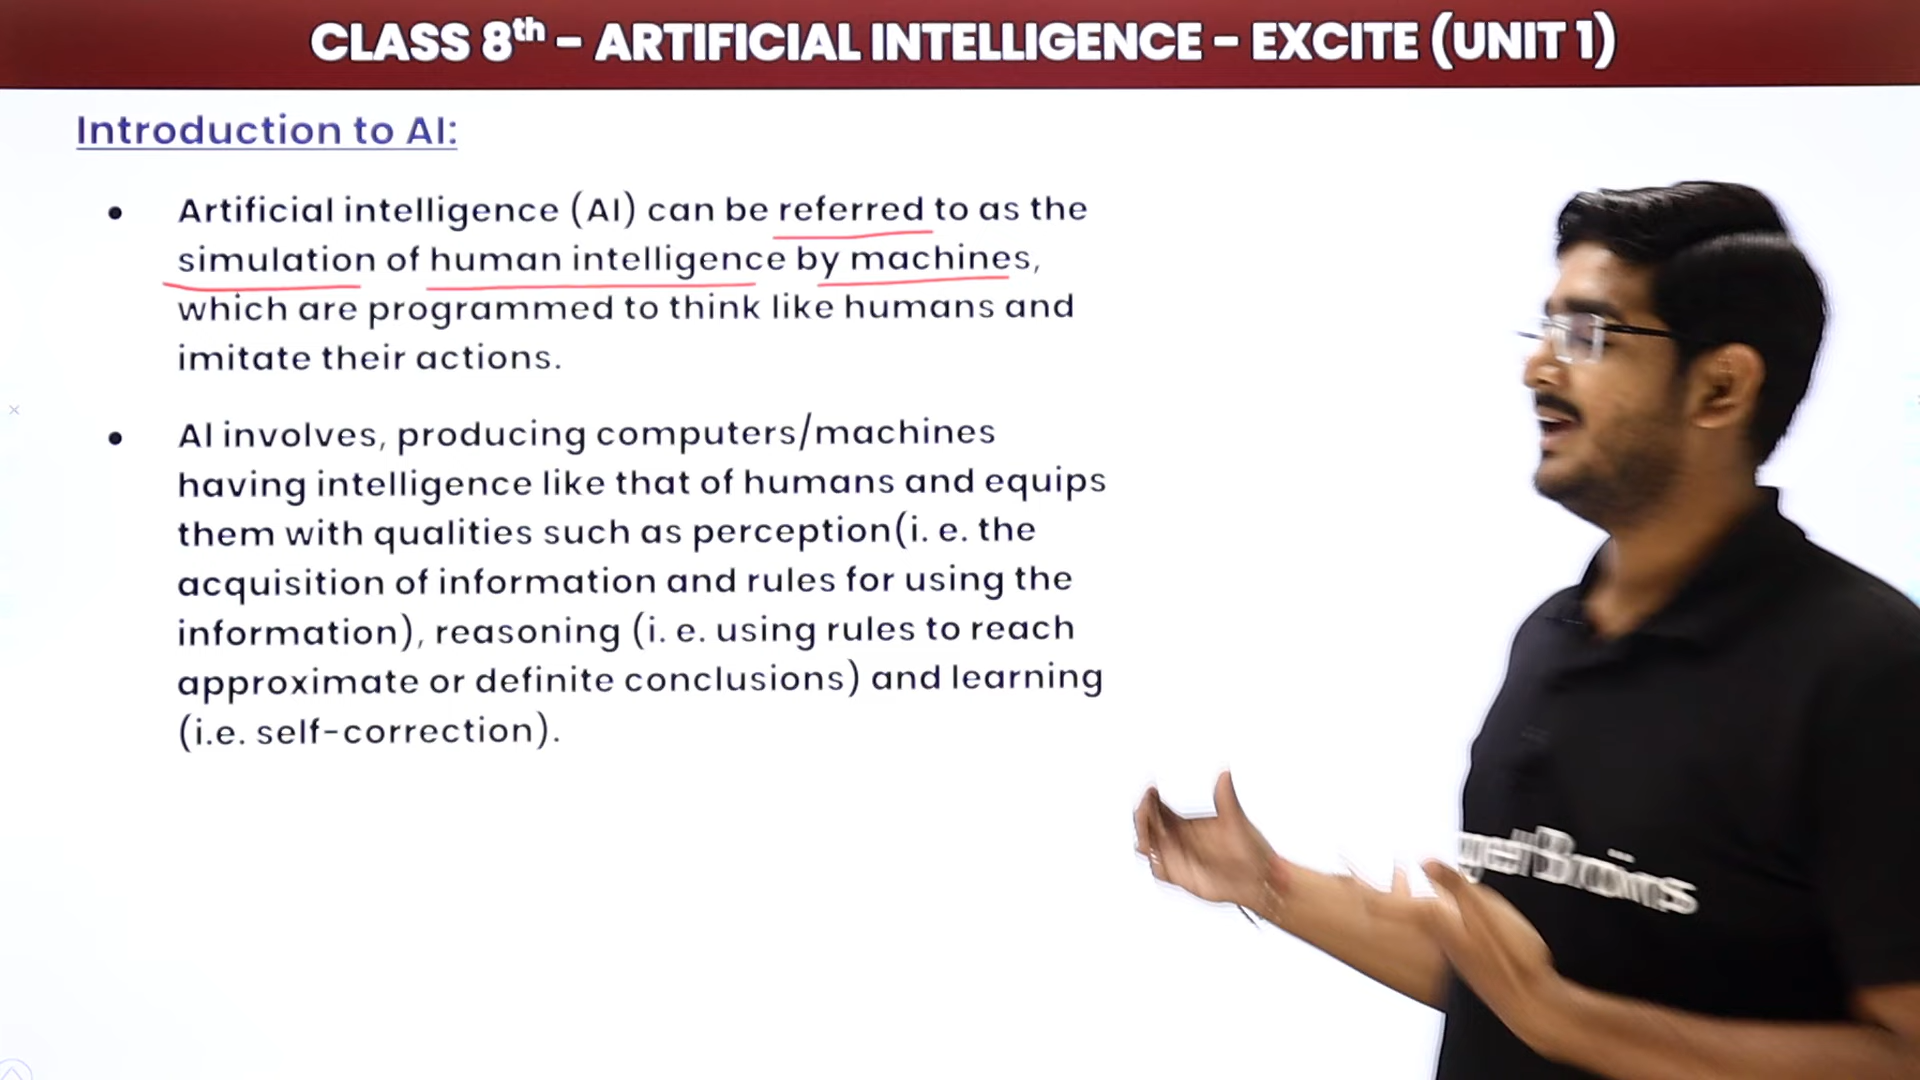 CLASS 8th – ARTIFICIAL INTELLIGENCE – EXCITE (UNIT 1)
Introduction to AI:
• Artificial intelligence (AI) can be referred to as the
simulation of human intelligence by machines,
which are programmed to think like humans and
imitate their actions.
• AI involves, producing computers/machines
having intelligence like that of humans and equips
them with qualities such as perception(i. e. the
acquisition of information and rules for using the
information), reasoning (i. e. using rules to reach
approximate or definite conclusions) and learning
(i.e. self-correction).